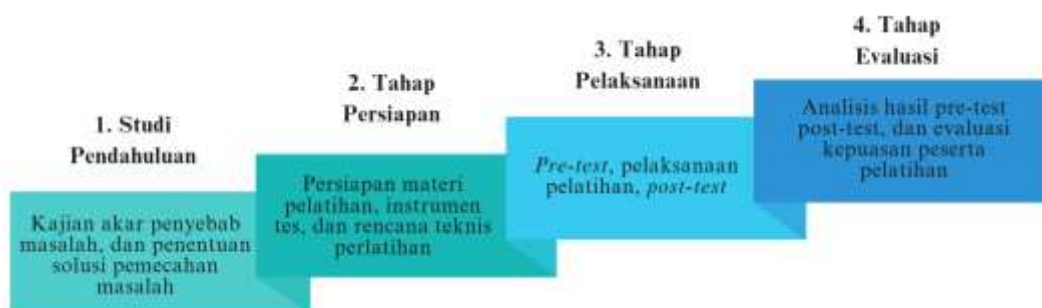 1. Studi
Pendahuluan
Kajian akar penyebab
masalah, dan penentuan
solusi pemecahan
masalah
2. Tahap
Persiapan
Persiapan materi
pelatihan, instrumen
tes, dan rencana teknis
perlatihan
3. Tahap
Pelaksanaan
Pre-test, pelaksanaan
pelatihan, post-test
4. Tahap
Evaluasi
Analisis hasil pre-test
post-test, dan evaluasi
kepuasan peserta
pelatihan